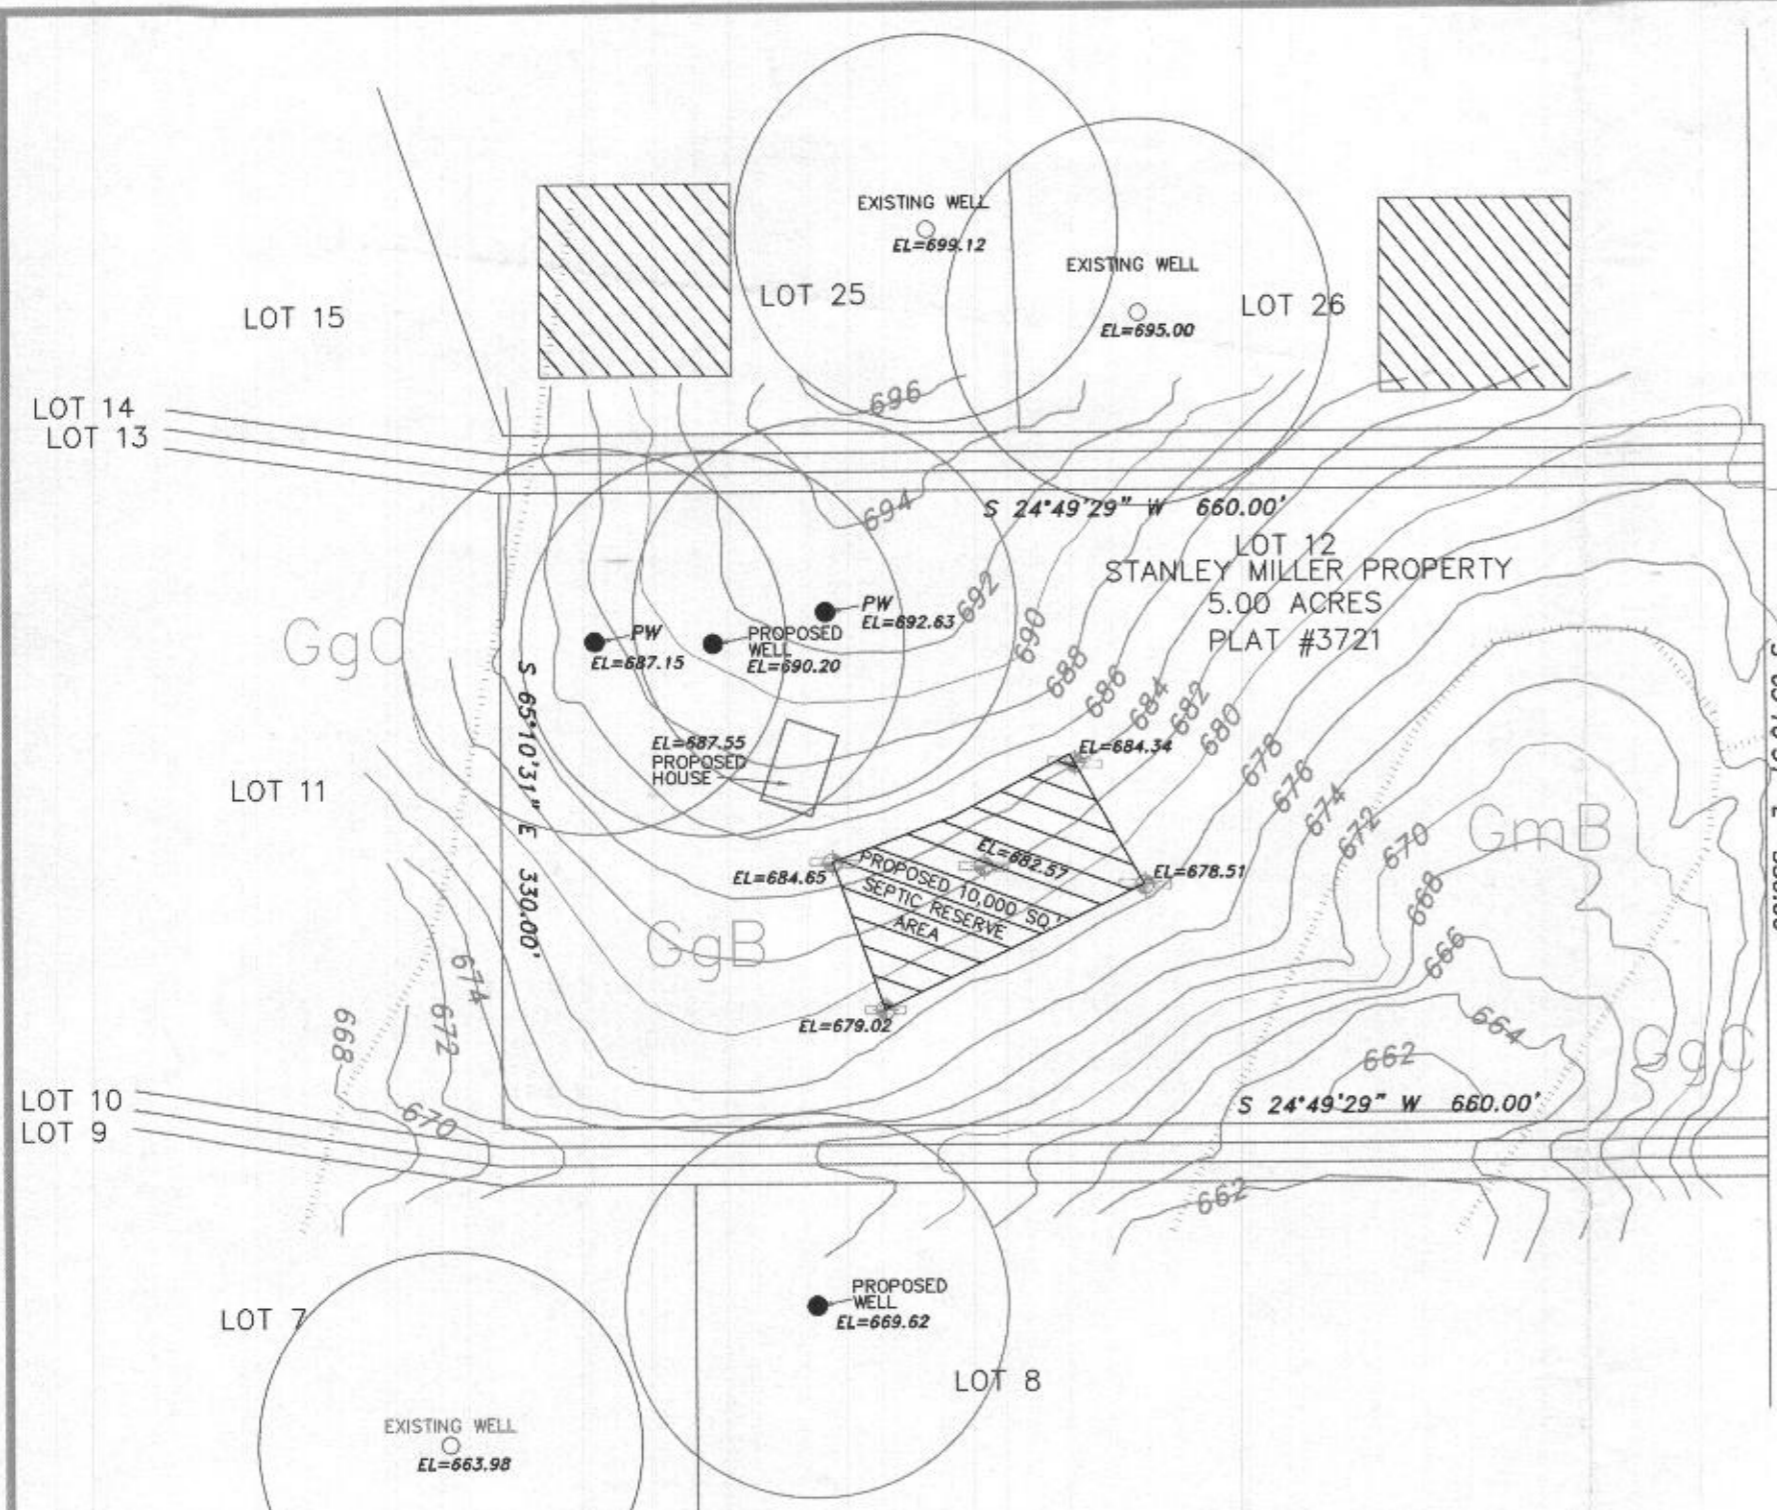 EXISTING WELL
EL=699.12
EXISTING WELL
EL=695.00
LOT 25
LOT 26
LOT 15
LOT 14
LOT 13
696
694
S 24°49'29" W 660.00'
LOT 12
STANLEY MILLER PROPERTY
5.00 ACRES
PLAT #3721
692
690
688
686
684
682
680
678
676
674
672
670
668
666
664
662
PW
EL=692.63
PW
EL=687.15
PROPOSED
WELL
EL=690.20
GgC
S 65°10'31" E 330.00'
EL=687.55
PROPOSED
HOUSE
EL=684.34
LOT 11
GmB
EL=682.57
EL=684.65
EL=678.51
PROPOSED 10,000 SQ.'
SEPTIC RESERVE
AREA
GgB
EL=679.02
674
672
668
670
GgC
S 24°49'29" W 660.00'
LOT 10
LOT 9
662
PROPOSED
WELL
EL=669.62
LOT 7
LOT 8
EXISTING WELL
EL=663.98